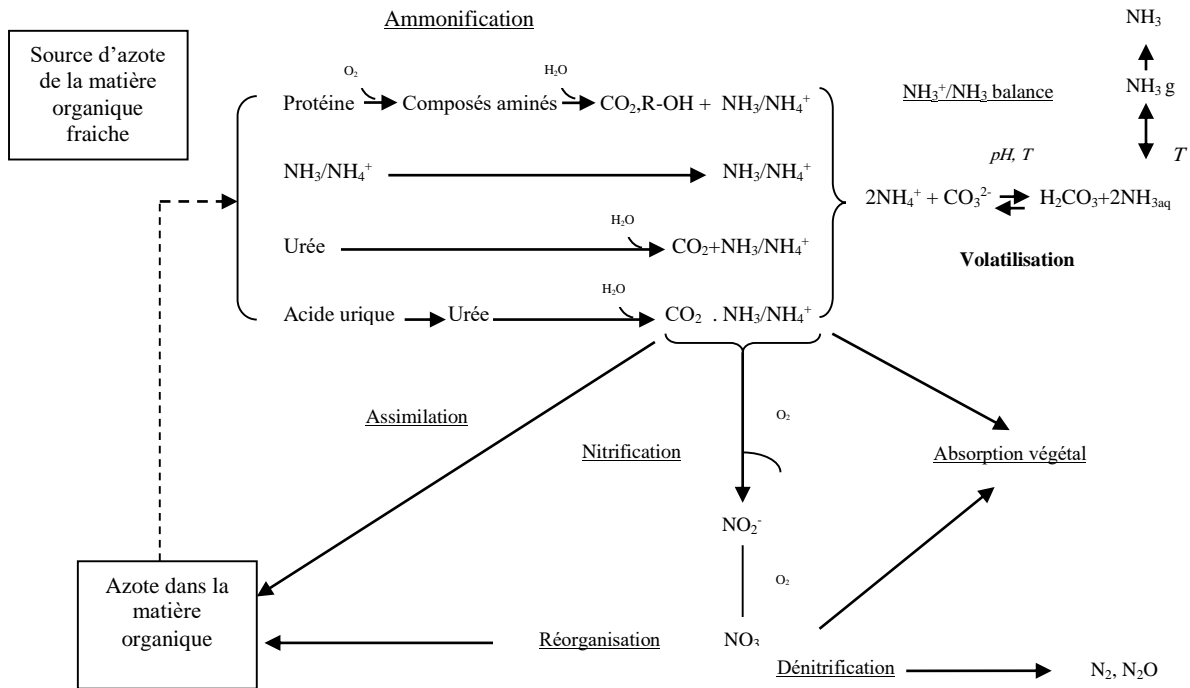 Ammonification
NH₃
Source d’azote
de la matière
organique
fraiche
O₂
H₂O
Protéine
Composés aminés
CO₂,R-OH + NH₃/NH₄⁺
NH₃⁺/NH₃ balance
NH₃ g
NH₃/NH₄⁺
NH₃/NH₄⁺
pH, T
T
2NH₄⁺ + CO₃²⁻
H₂CO₃+2NH₃aq
H₂O
Urée
CO₂+NH₃/NH₄⁺
Volatilisation
H₂O
Acide urique
Urée
CO₂ . NH₃/NH₄⁺
Assimilation
O₂
Nitrification
Absorption végétal
NO₂⁻
Azote dans la
matière
organique
O₂
Réorganisation
NO₃
Dénitrification
N₂, N₂O